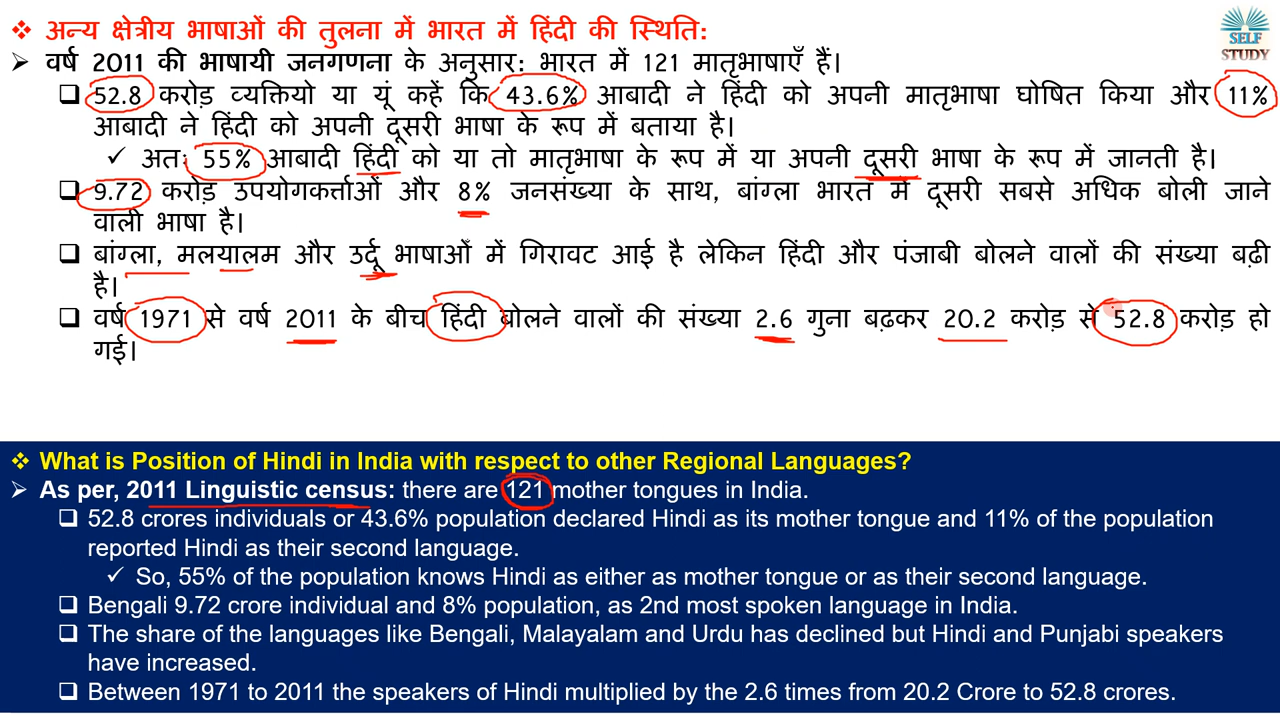 ❖ अन्य क्षेत्रीय भाषाओं की तुलना में भारत में हिंदी की स्थिति:
SELF
STUDY
➤ वर्ष 2011 की भाषायी जनगणना के अनुसार: भारत में 121 मातृभाषाएँ हैं।
❑ 52.8 करोड़ व्यक्तियो या यूं कहें कि 43.6% आबादी ने हिंदी को अपनी मातृभाषा घोषित किया और 11%
आबादी ने हिंदी को अपनी दूसरी भाषा के रूप में बताया है।
✓ अतः 55% आबादी हिंदी को या तो मातृभाषा के रूप में या अपनी दूसरी भाषा के रूप में जानती है।
❑ 9.72 करोड़ उपयोगकर्त्ताओं और 8% जनसंख्या के साथ, बांग्ला भारत में दूसरी सबसे अधिक बोली जाने
वाली भाषा है।
❑ बांग्ला, मलयालम और उर्दू भाषाओं में गिरावट आई है लेकिन हिंदी और पंजाबी बोलने वालों की संख्या बढ़ी
है।
❑ वर्ष 1971 से वर्ष 2011 के बीच हिंदी बोलने वालों की संख्या 2.6 गुना बढ़कर 20.2 करोड़ से 52.8 करोड़ हो
गई।
❖ What is Position of Hindi in India with respect to other Regional Languages?
➤ As per, 2011 Linguistic census: there are 121 mother tongues in India.
❑ 52.8 crores individuals or 43.6% population declared Hindi as its mother tongue and 11% of the population
reported Hindi as their second language.
✓ So, 55% of the population knows Hindi as either as mother tongue or as their second language.
❑ Bengali 9.72 crore individual and 8% population, as 2nd most spoken language in India.
❑ The share of the languages like Bengali, Malayalam and Urdu has declined but Hindi and Punjabi speakers
have increased.
❑ Between 1971 to 2011 the speakers of Hindi multiplied by the 2.6 times from 20.2 Crore to 52.8 crores.